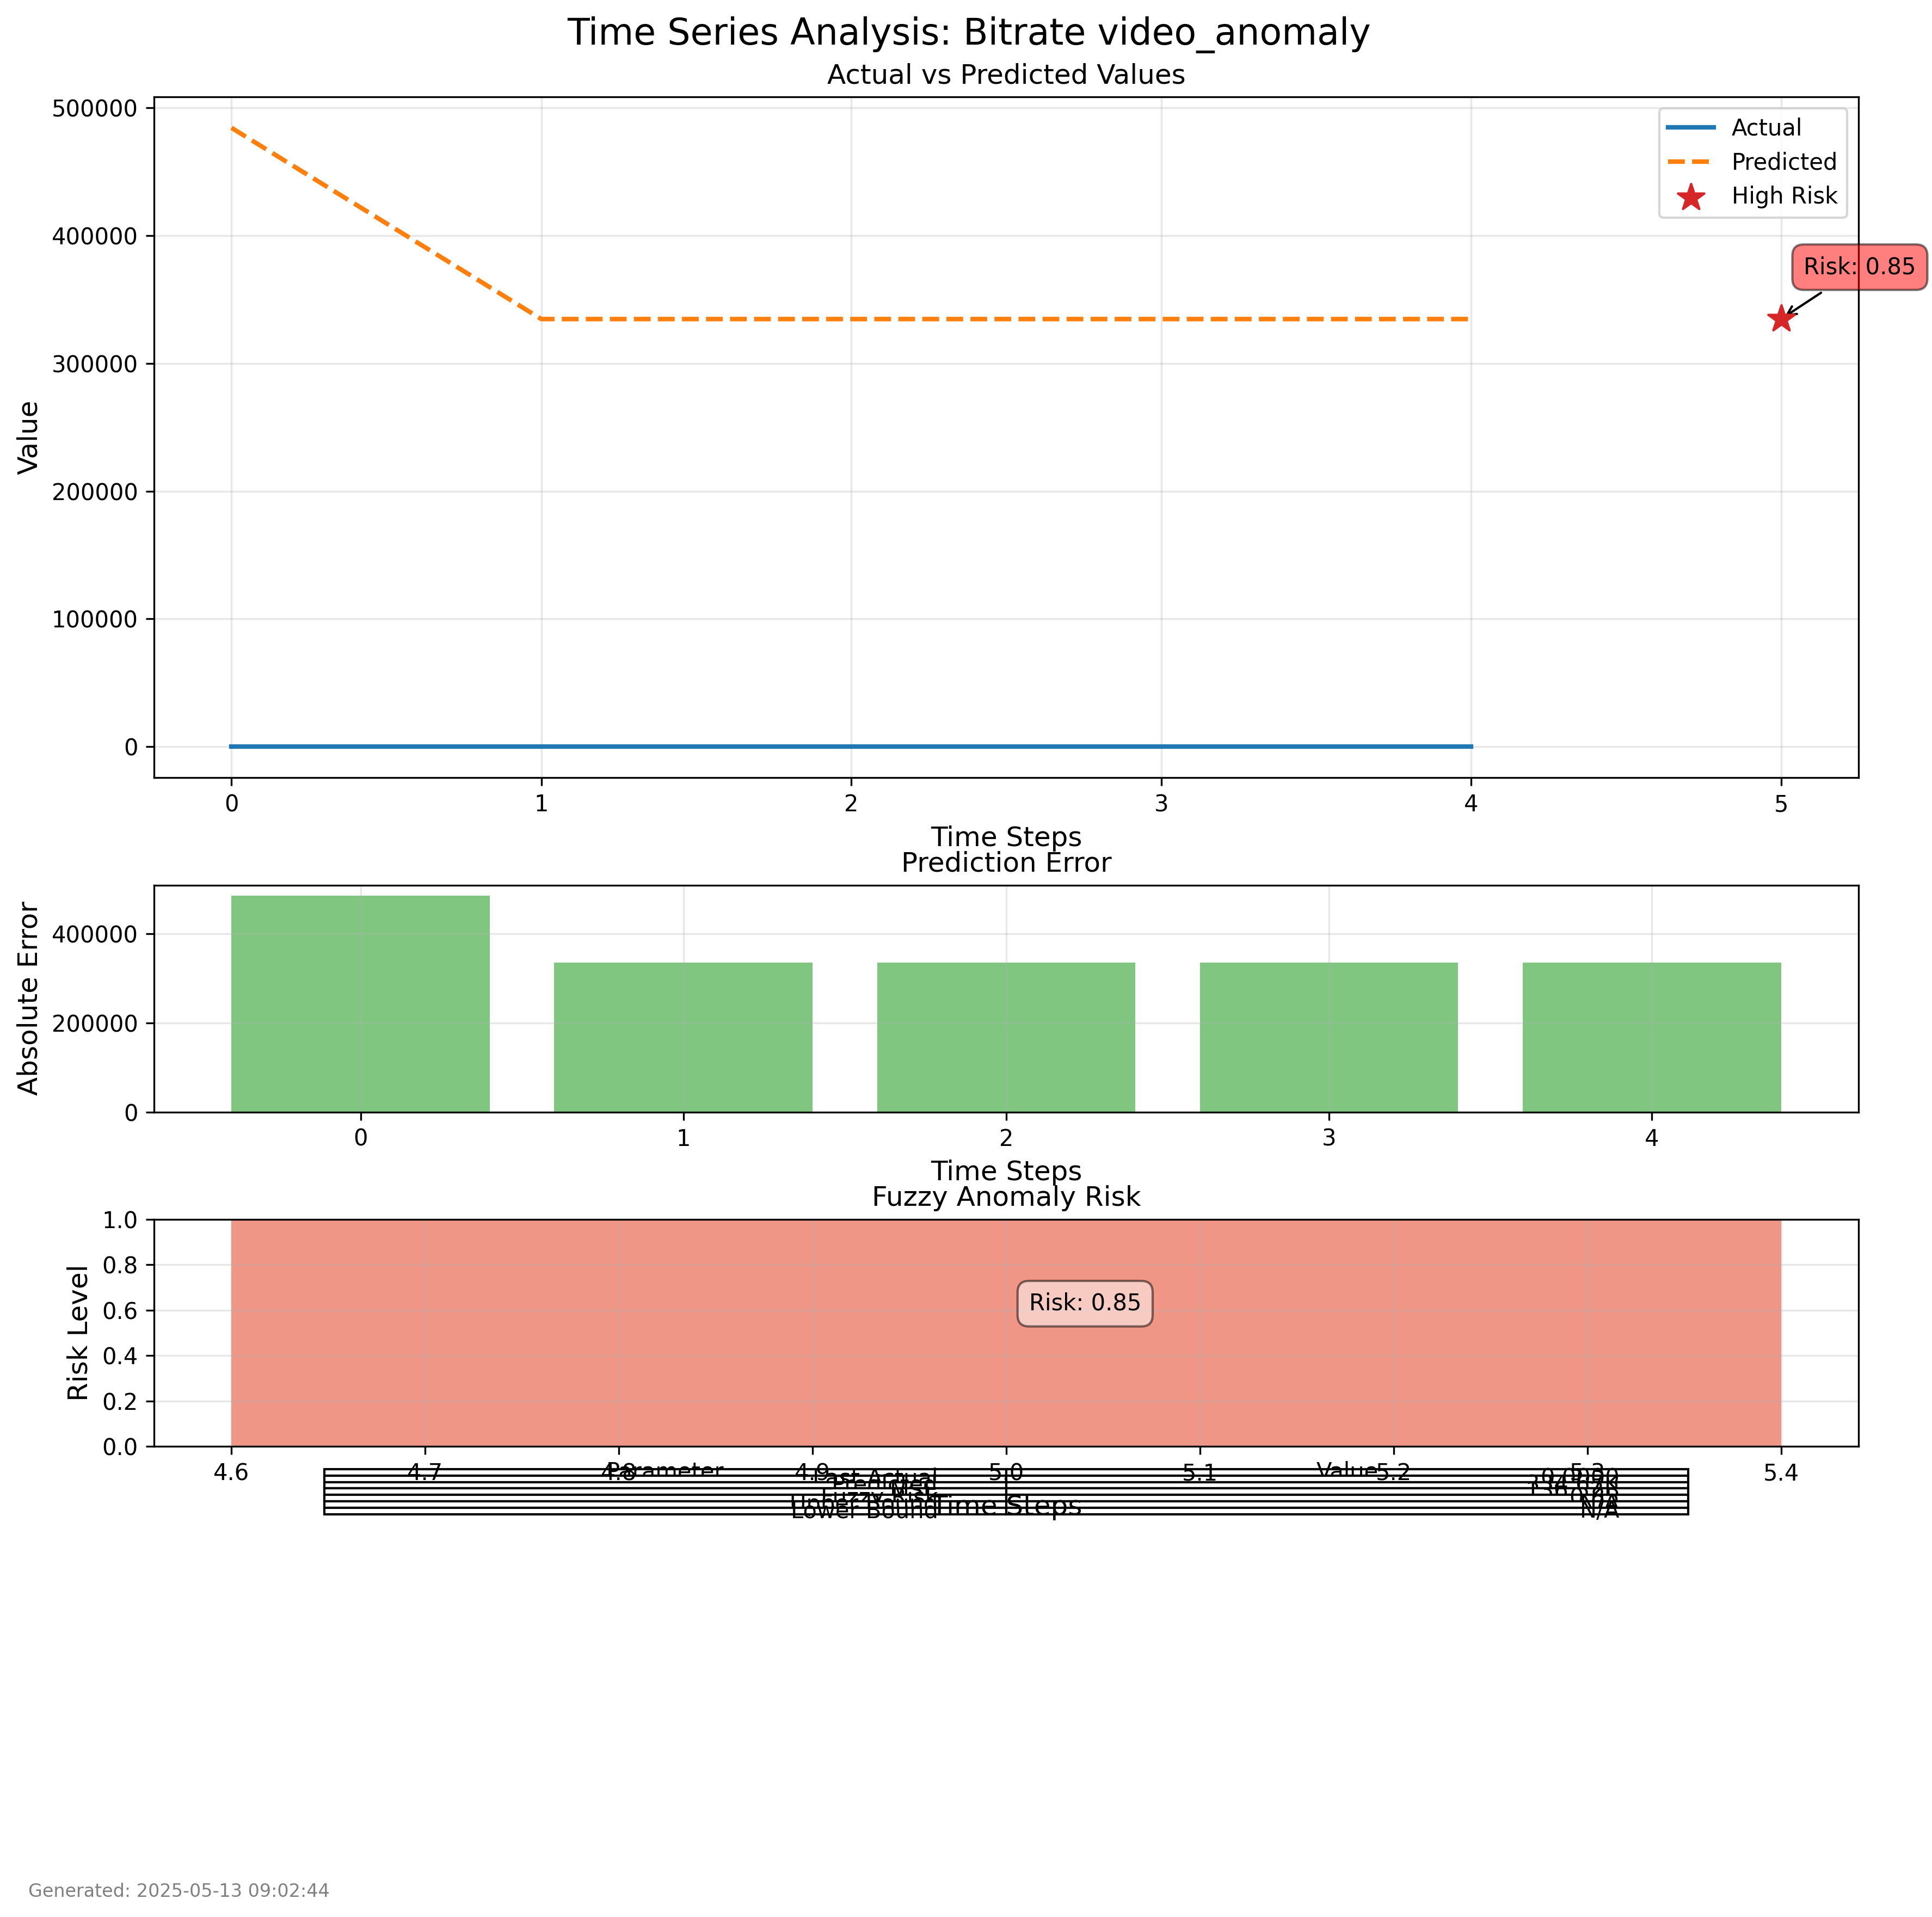 Time Series Analysis: Bitrate video_anomaly
Actual vs Predicted Values
500000
400000
300000
200000
100000
0
Value
Actual
Predicted
High Risk
Risk: 0.85
0 1 2 3 4 5
Time Steps
Prediction Error
400000
200000
0
Absolute Error
0 1 2 3 4
Time Steps
Fuzzy Anomaly Risk
1.0
0.8
0.6
0.4
0.2
0.0
Risk Level
Risk: 0.85
4.6 4.7 4.8 4.9 5.0 5.1 5.2 5.3 5.4
Parameter Value
Last Actual
Predicted
Fuzzy Risk
Upper Bound
Lower Bound N/A
Time Steps
Generated: 2025-05-13 09:02:44